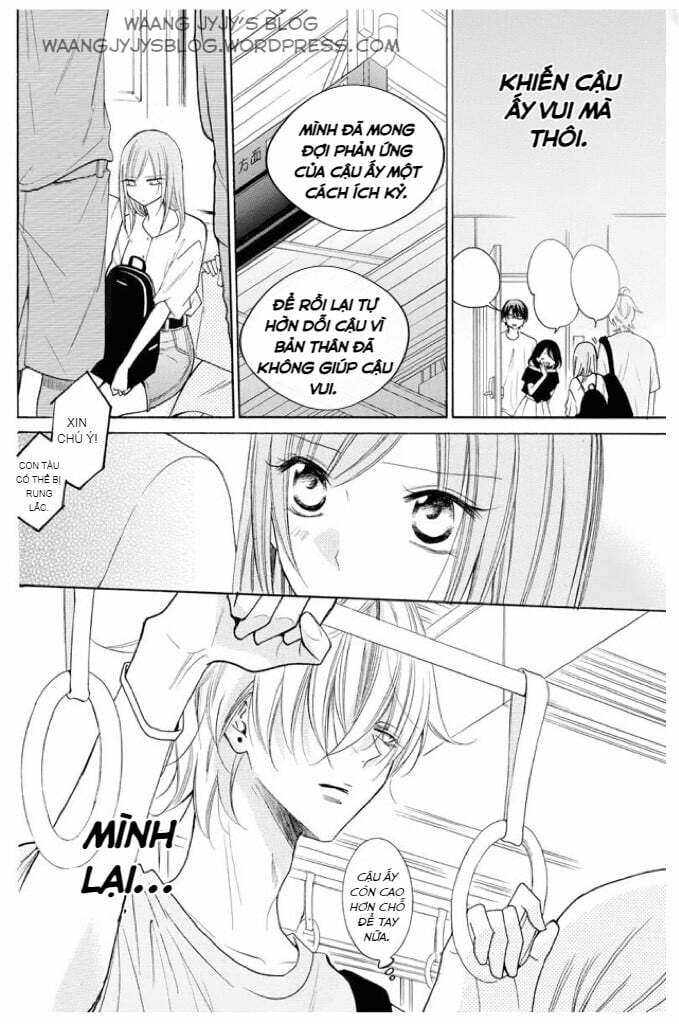 WAANG JYJY'S BLOG
WAANGJYJYSBLOG.WORDPRESS.COM
KHIẾN CẬU
ẤY VUI MÀ
THÔI.
MÌNH ĐÃ MONG
ĐỢI PHẢN ỨNG
CỦA CẬU ẤY MỘT
CÁCH ÍCH KỶ.
方面
ĐỂ RỒI LẠI TỰ
HỜN DỖI CẬU VÌ
BẢN THÂN ĐÃ
KHÔNG GIÚP CẬU
VUI.
XIN
CHÚ Ý!
CON TÀU
CÓ THỂ BỊ
RUNG
LẮC.
MÌNH
LẠI...
CẬU ẤY
CÒN CAO
HƠN CHỖ
ĐỂ TAY
NỮA.